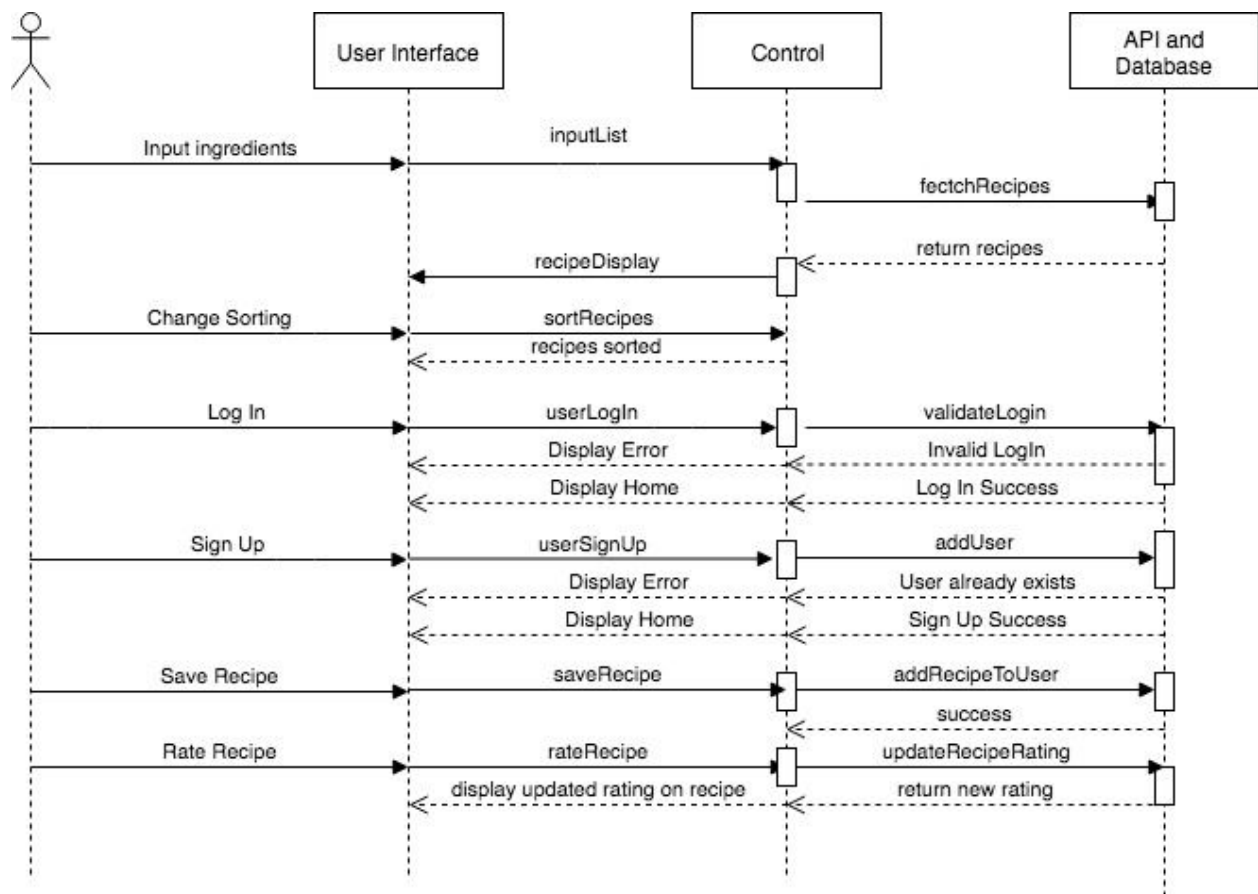 User Interface
Control
API and
Database
Input ingredients
inputList
fectchRecipes
return recipes
recipeDisplay
Change Sorting
sortRecipes
recipes sorted
Log In
userLogIn
validateLogin
Display Error
Invalid LogIn
Display Home
Log In Success
Sign Up
userSignUp
addUser
Display Error
User already exists
Display Home
Sign Up Success
Save Recipe
saveRecipe
addRecipeToUser
success
Rate Recipe
rateRecipe
updateRecipeRating
display updated rating on recipe
return new rating